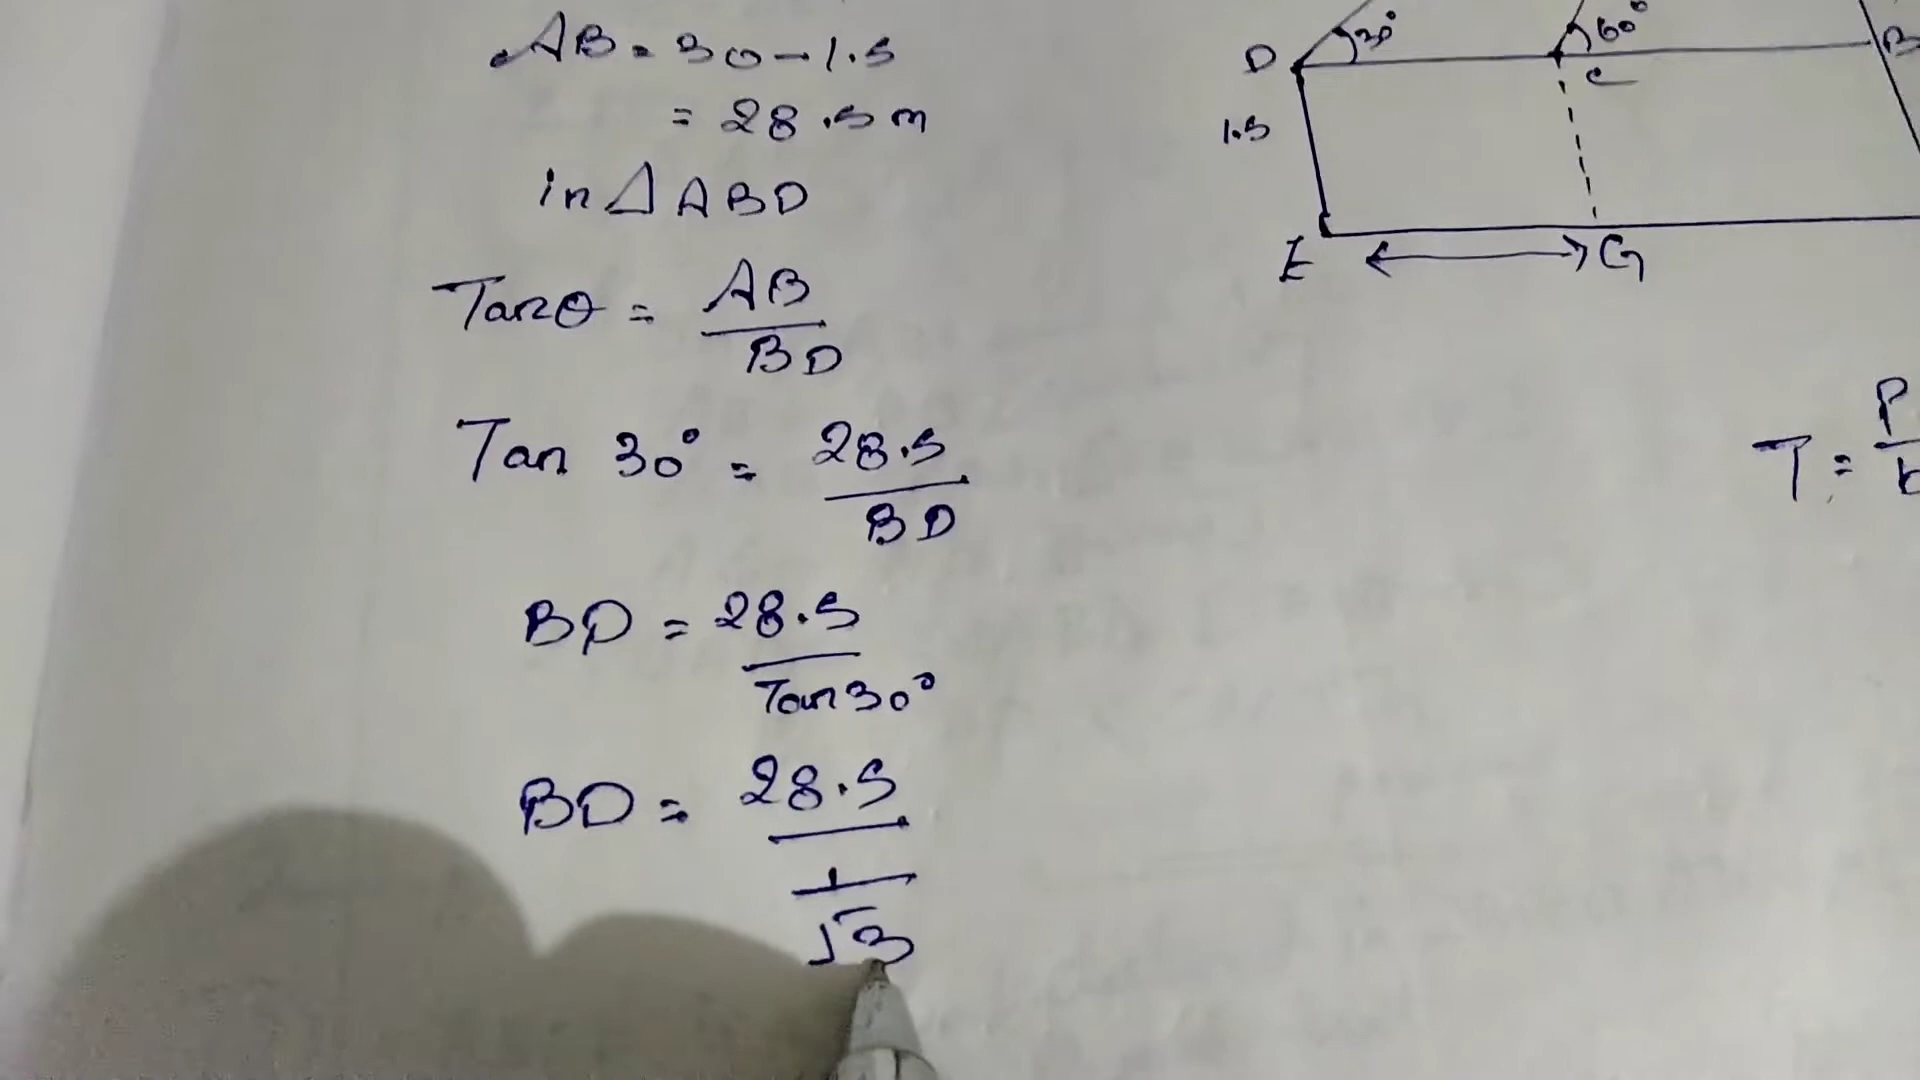 AB = 30 - 1.5
= 28.5 m
in △ ABD
Tanθ = AB/BD
Tan 30° = 28.5/BD
BD = 28.5/Tan30°
BD = 28.5/(1/√3)
30° 60°
D C B
1.5
E G
T = P/b